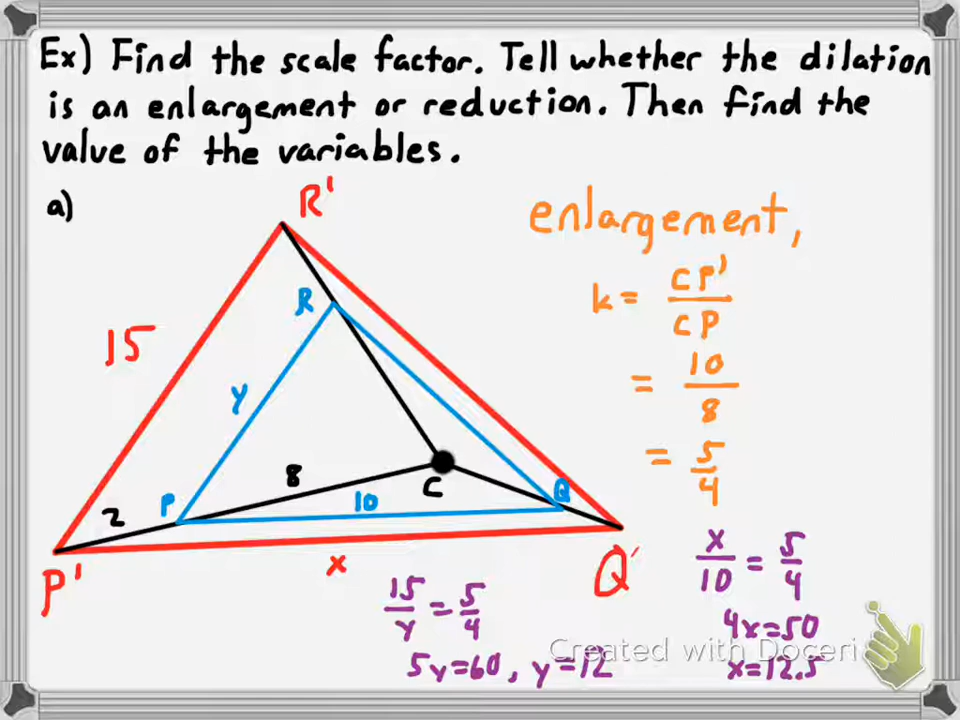 Ex) Find the scale factor. Tell whether the dilation
is an enlargement or reduction. Then find the
value of the variables.
a)
R'
enlargement,
k = CP'/CP
R
15
= 10/8
y
= 5/4
8
C
P
10
Q
2
x
P'
Q'
15/y = 5/4
x/10 = 5/4
4x=50
5y=60, y=12
x=12.5
Created with Doceri